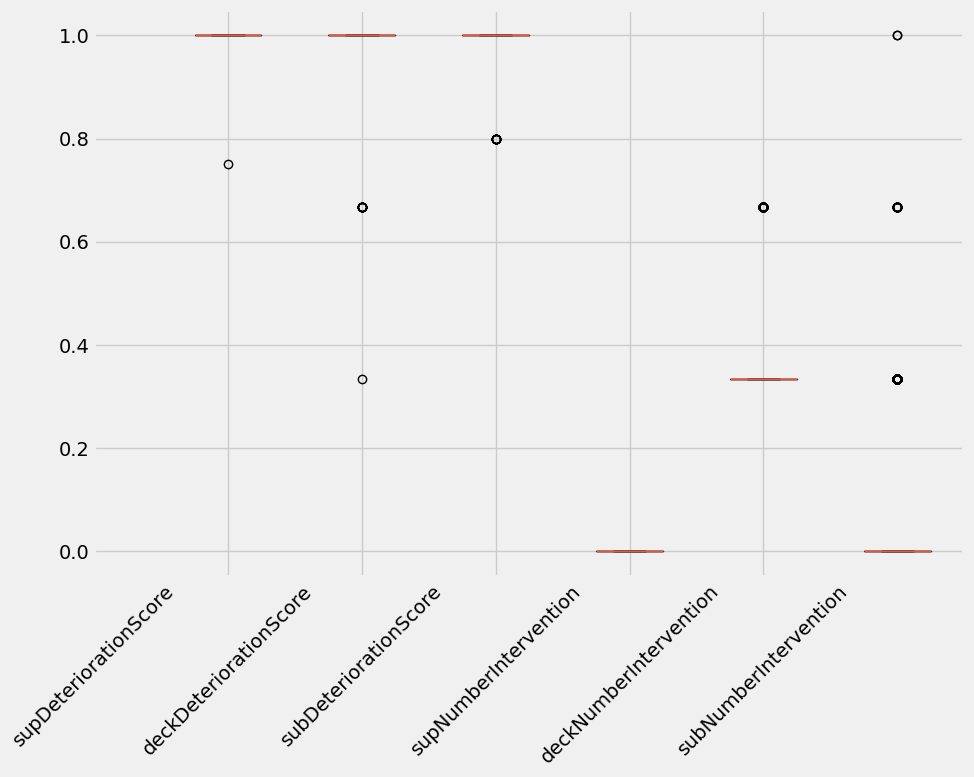 1.0
0.8
0.6
0.4
0.2
0.0
supDeteriorationScore
deckDeteriorationScore
subDeteriorationScore
supNumberIntervention
deckNumberIntervention
subNumberIntervention